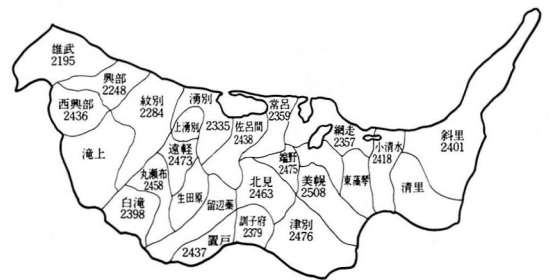 雄武
2195
興部
2248
西興部
2436
紋別
2284
湧別
2335
上湧別
佐呂間
2438
常呂
2359
滝上
遠軽
2473
丸瀬布
2458
白滝
2398
生田原
留辺蘂
北見
2463
端野
2475
美幌
2508
網走
2357
東藻琴
小清水
2418
斜里
2401
清里
訓子府
2379
津別
2476
置戸
2437